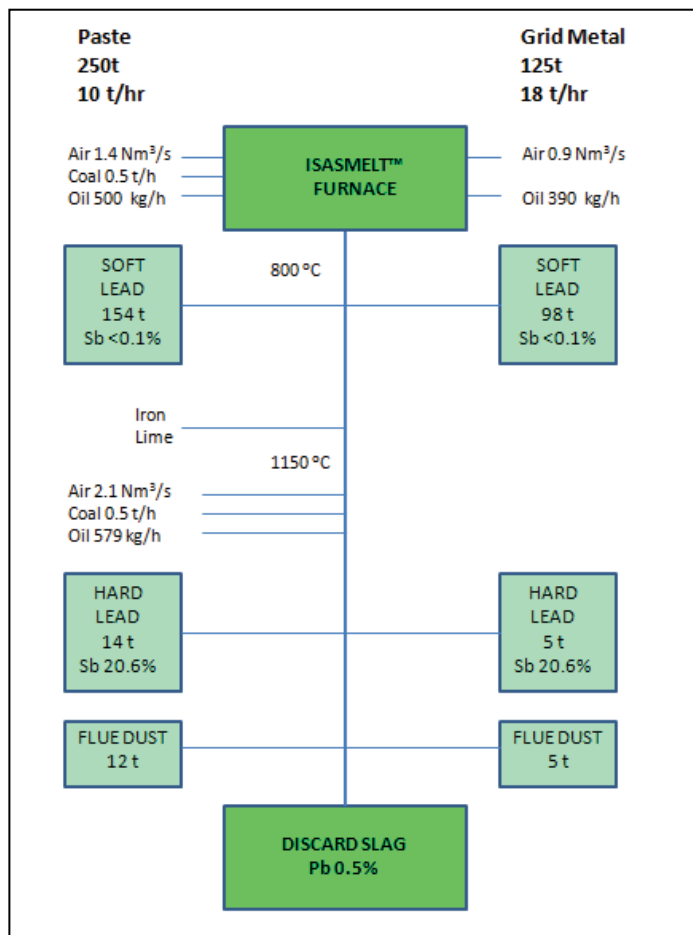 Paste
250t
10 t/hr
Grid Metal
125t
18 t/hr
Air 1.4 Nm³/s
Coal 0.5 t/h
Oil 500 kg/h
ISASMELT™
FURNACE
Air 0.9 Nm³/s
Oil 390 kg/h
SOFT
LEAD
154 t
Sb <0.1%
800 °C
SOFT
LEAD
98 t
Sb <0.1%
Iron
Lime
1150 °C
Air 2.1 Nm³/s
Coal 0.5 t/h
Oil 579 kg/h
HARD
LEAD
14 t
Sb 20.6%
HARD
LEAD
5 t
Sb 20.6%
FLUE DUST
12 t
FLUE DUST
5 t
DISCARD SLAG
Pb 0.5%